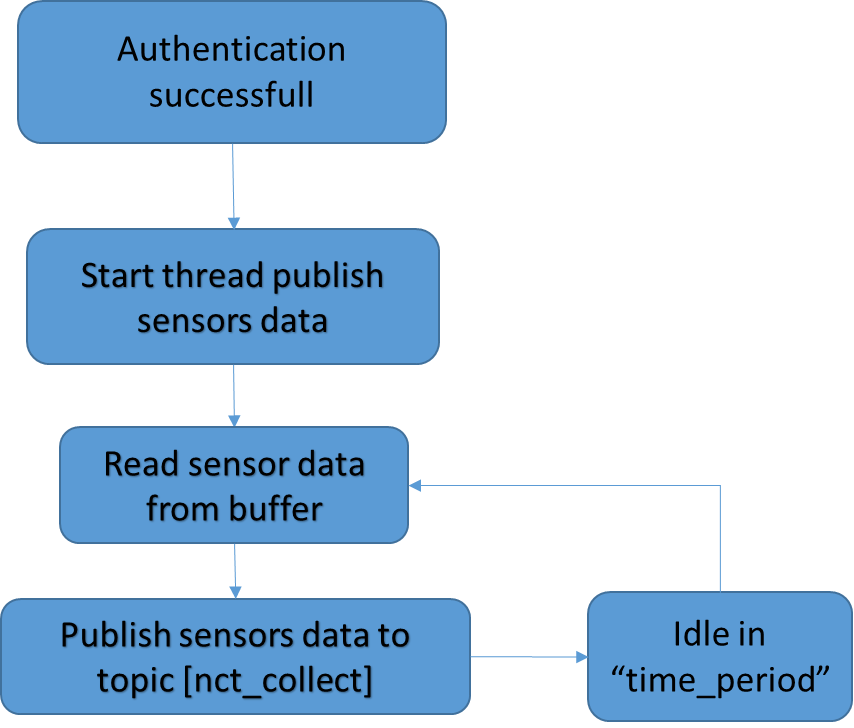 Authentication
successfull
Start thread publish
sensors data
Read sensor data
from buffer
Publish sensors data to
topic [nct_collect]
Idle in
“time_period”